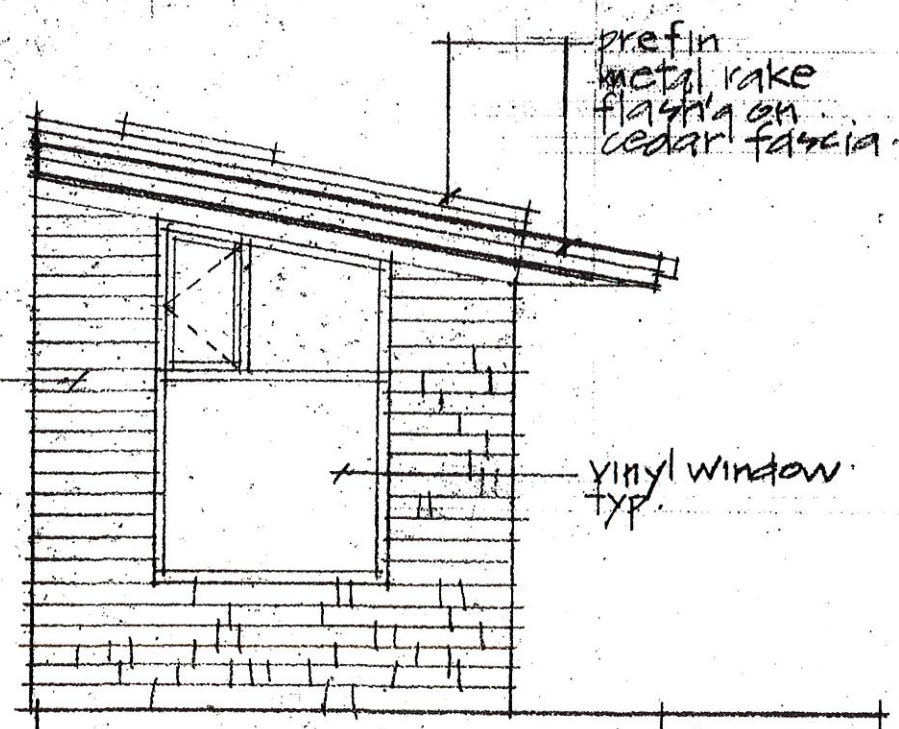 prefin
metal rake
flash'g on
cedar fascia.
vinyl window
typ.